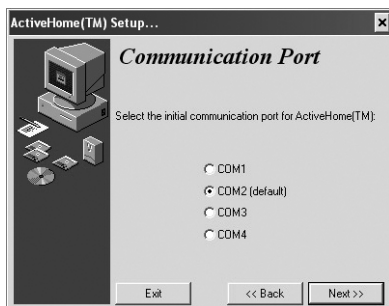 ActiveHome(TM) Setup...
Communication Port
Select the initial communication port for ActiveHome(TM):
COM1
COM2 (default)
COM3
COM4
Exit
<< Back
Next >>